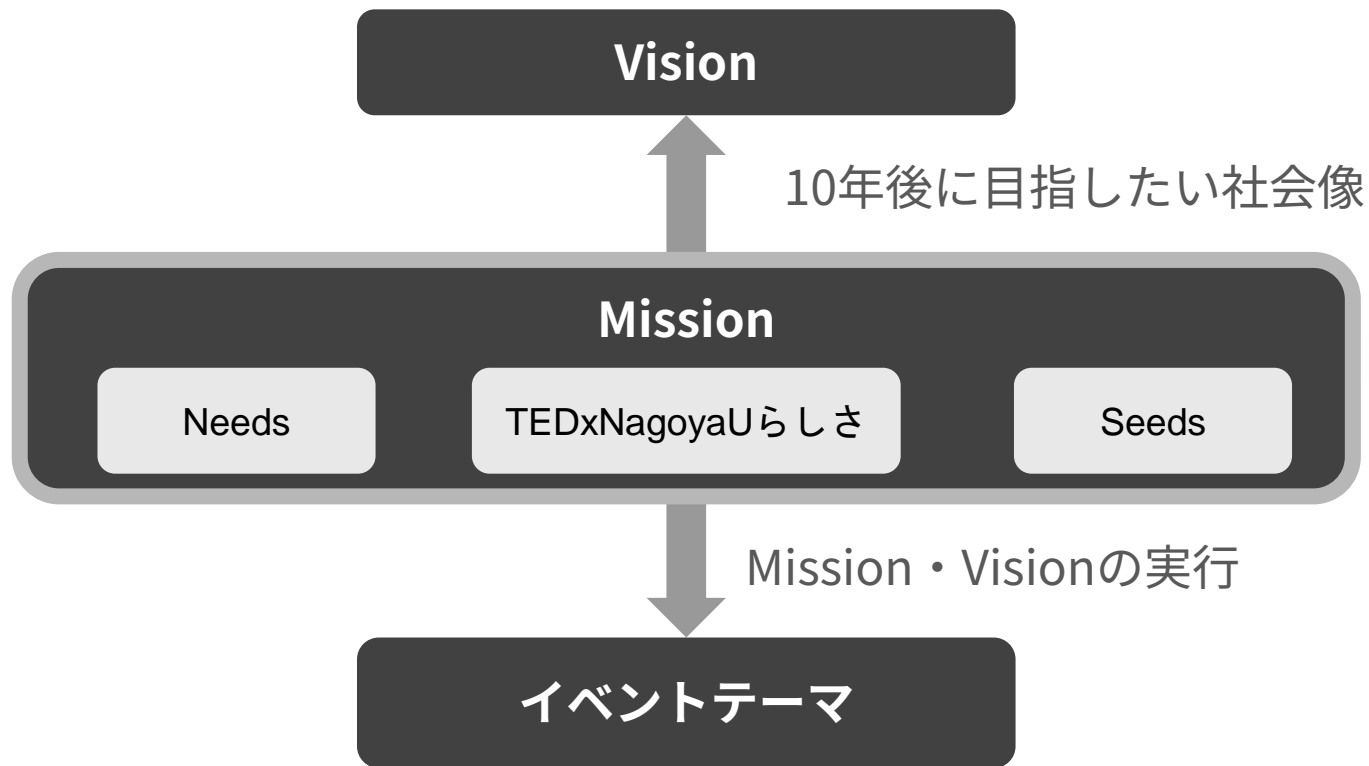 Vision
10年後に目指したい社会像
Mission
Needs
TEDxNagoyaUらしさ
Seeds
Mission・Visionの実行
イベントテーマ